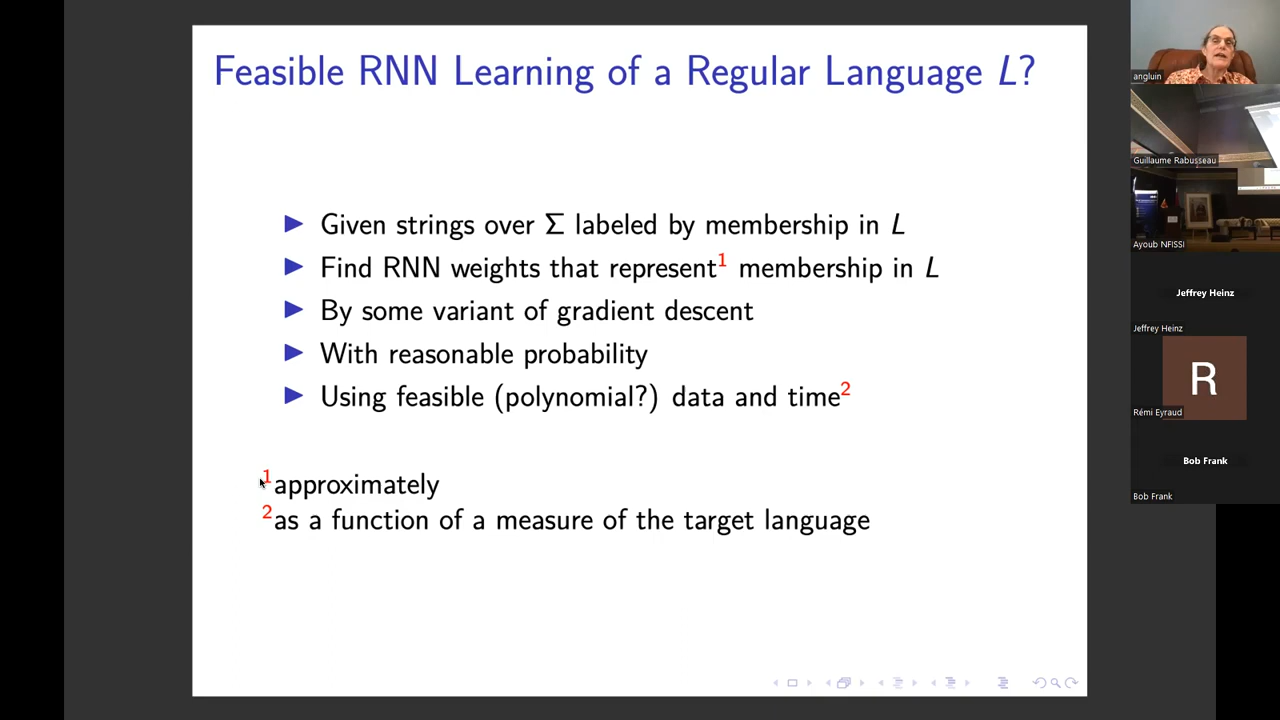 Feasible RNN Learning of a Regular Language L?
▶ Given strings over Σ labeled by membership in L
▶ Find RNN weights that represent¹ membership in L
▶ By some variant of gradient descent
▶ With reasonable probability
▶ Using feasible (polynomial?) data and time²
¹approximately
²as a function of a measure of the target language
angluin
Guillaume Rabusseau
Ayoub NFISSI
Jeffrey Heinz
Jeffrey Heinz
R
Rémi Eyraud
Bob Frank
Bob Frank